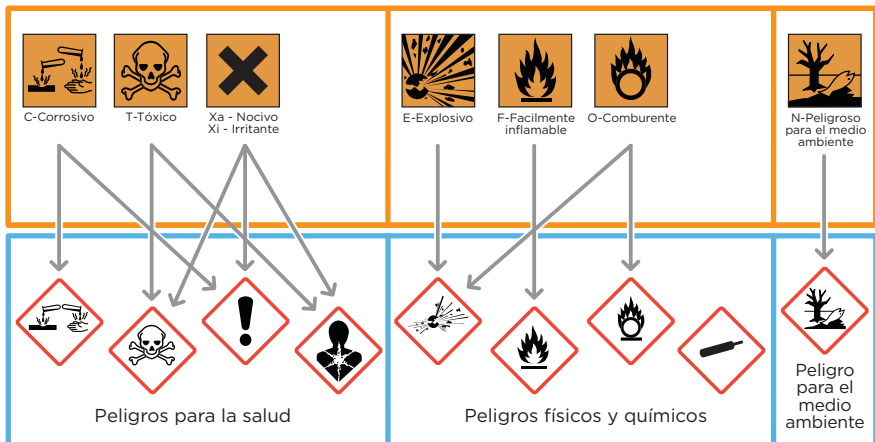 C-Corrosivo
T-Tóxico
Xa - Nocivo
Xi - Irritante
E-Explosivo
F-Facilmente
inflamable
O-Comburente
N-Peligroso
para el medio
ambiente
Peligros para la salud
Peligros físicos y químicos
Peligro
para el
medio
ambiente